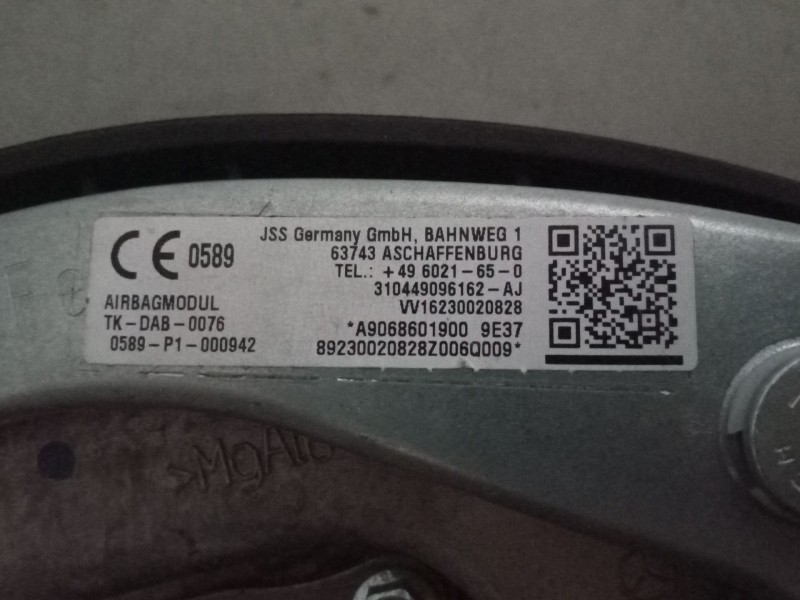 CE 0589
JSS Germany GmbH, BAHNWEG 1
63743 ASCHAFFENBURG
TEL.: +49 6021-65-0
310449096162-AJ
AIRBAGMODUL
VV16230020828
TK-DAB-0076
*A9068601900 9E37
0589-P1-000942
89230020828Z006Q009*